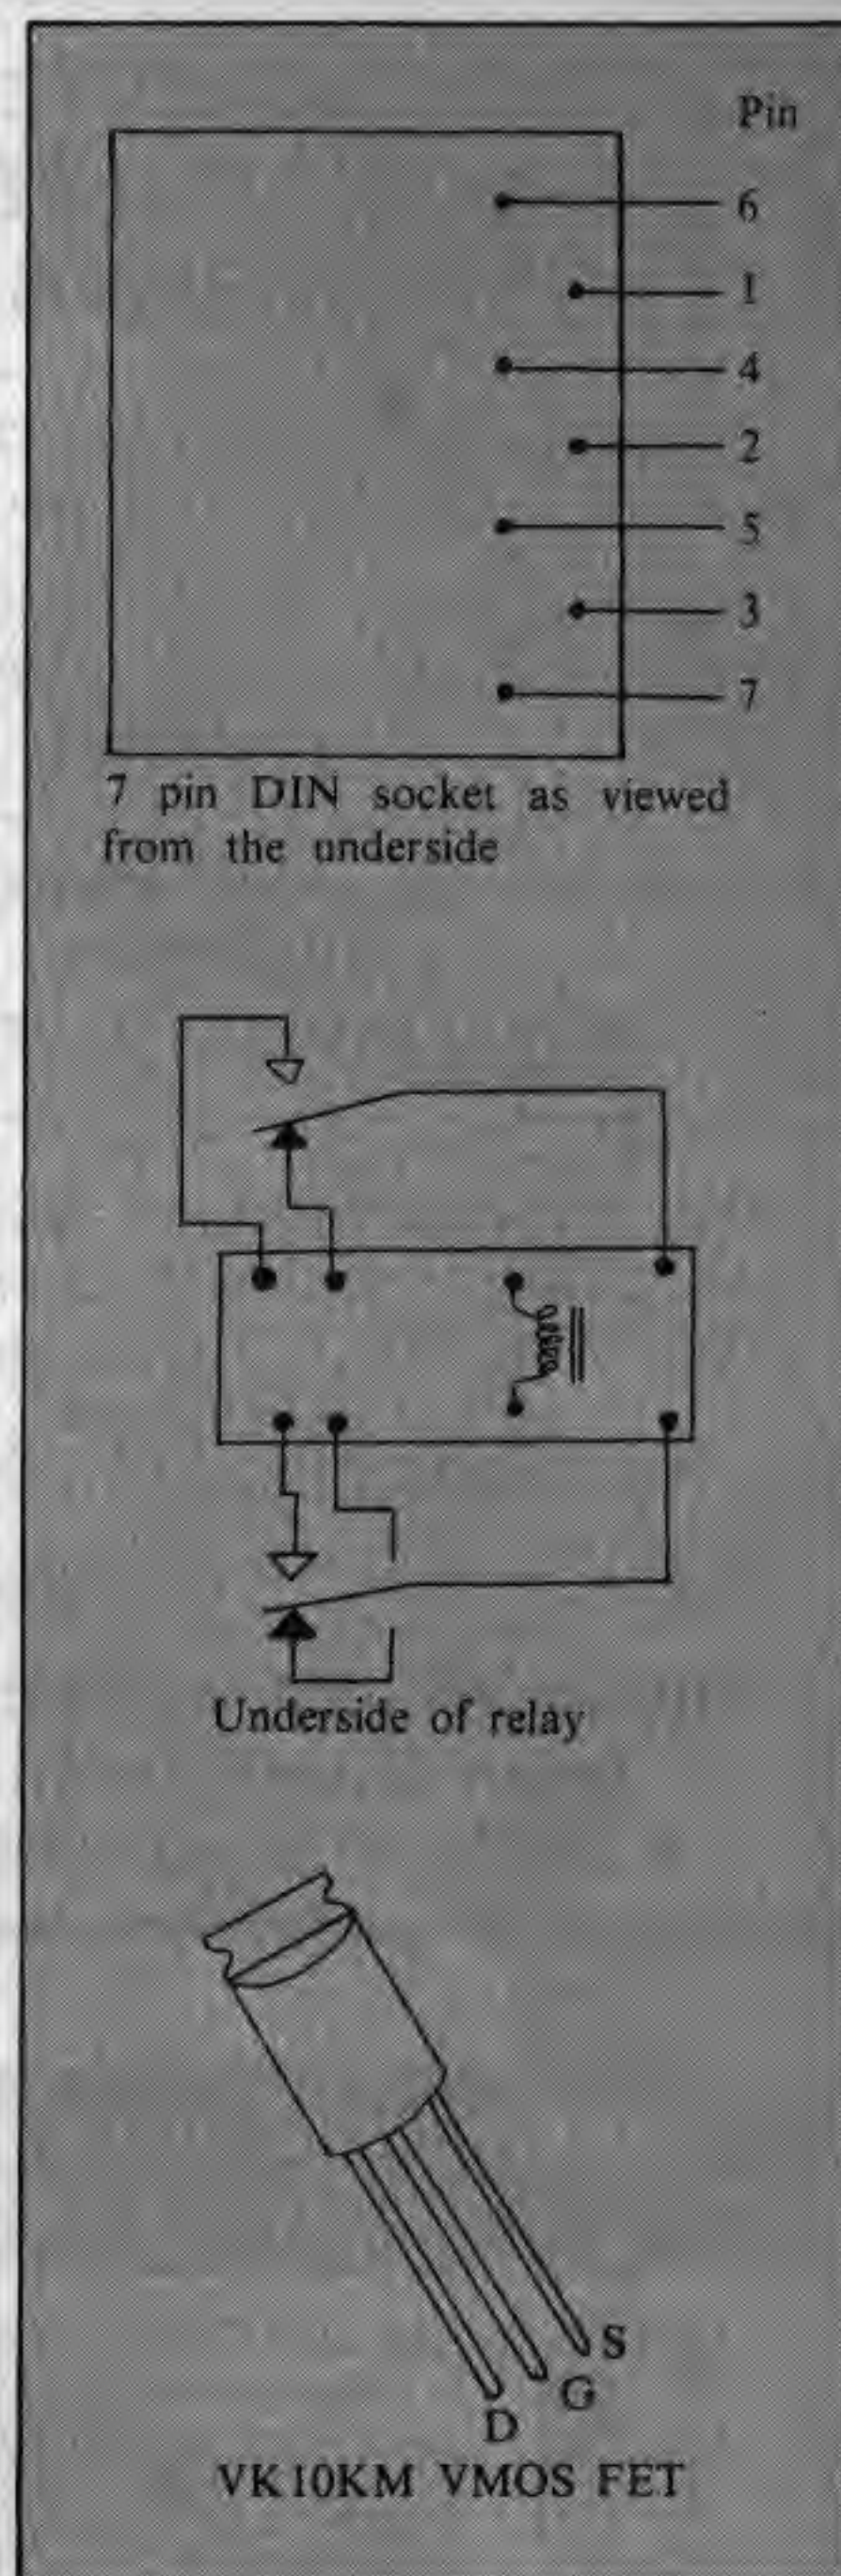 Pin
6
1
4
2
5
3
7
7 pin DIN socket as viewed
from the underside
Underside of relay
S
G
D
VK10KM VMOS FET